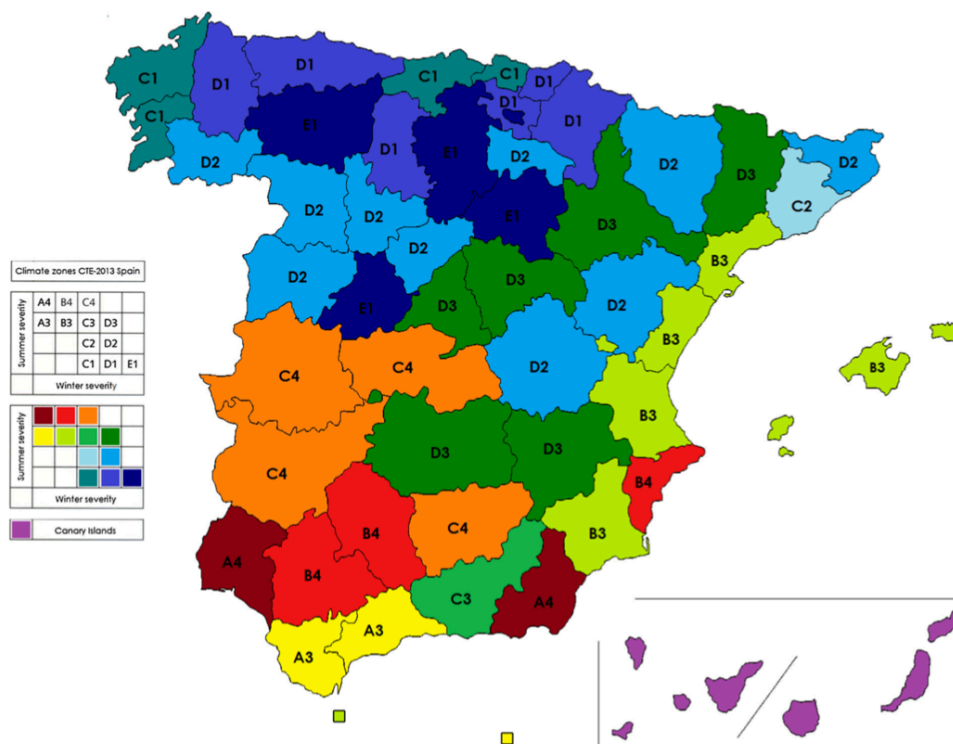 C1
D1
D1
C1
C1
D1
D1
D1
C1
D2
E1
D1
E1
D2
D2
D3
D2
C2
D2
D2
E1
D3
D2
D2
E1
D3
D3
D2
B3
B3
C4
C4
D2
B3
B3
C4
D3
D3
B4
A4
B4
B4
C4
B3
C3
A4
A3
A3
Climate zones CTE-2013 Spain
Summer severity
A4 B4 C4
A3 B3 C3 D3
C2 D2
C1 D1 E1
Winter severity
Summer severity
Winter severity
Canary Islands